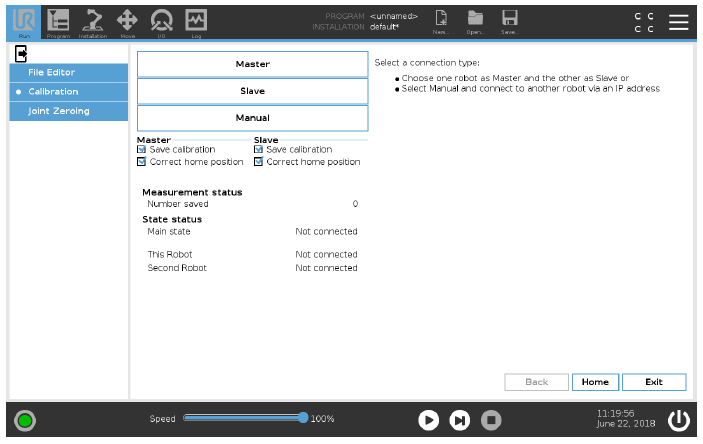 UR
Run
Program
Installation
Move
I/O
Log
PROGRAM <unnamed>
INSTALLATION default*
New...
Open...
Save...
C C
C C
File Editor
Calibration
Joint Zeroing
Master
Slave
Manual
Master
Slave
Save calibration
Save calibration
Correct home position
Correct home position
Measurement status
Number saved 0
State status
Main state Not connected
This Robot Not connected
Second Robot Not connected
Select a connection type:
● Choose one robot as Master and the other as Slave or
● Select Manual and connect to another robot via an IP address
Back
Home
Exit
Speed 100%
11:19:56
June 22, 2018